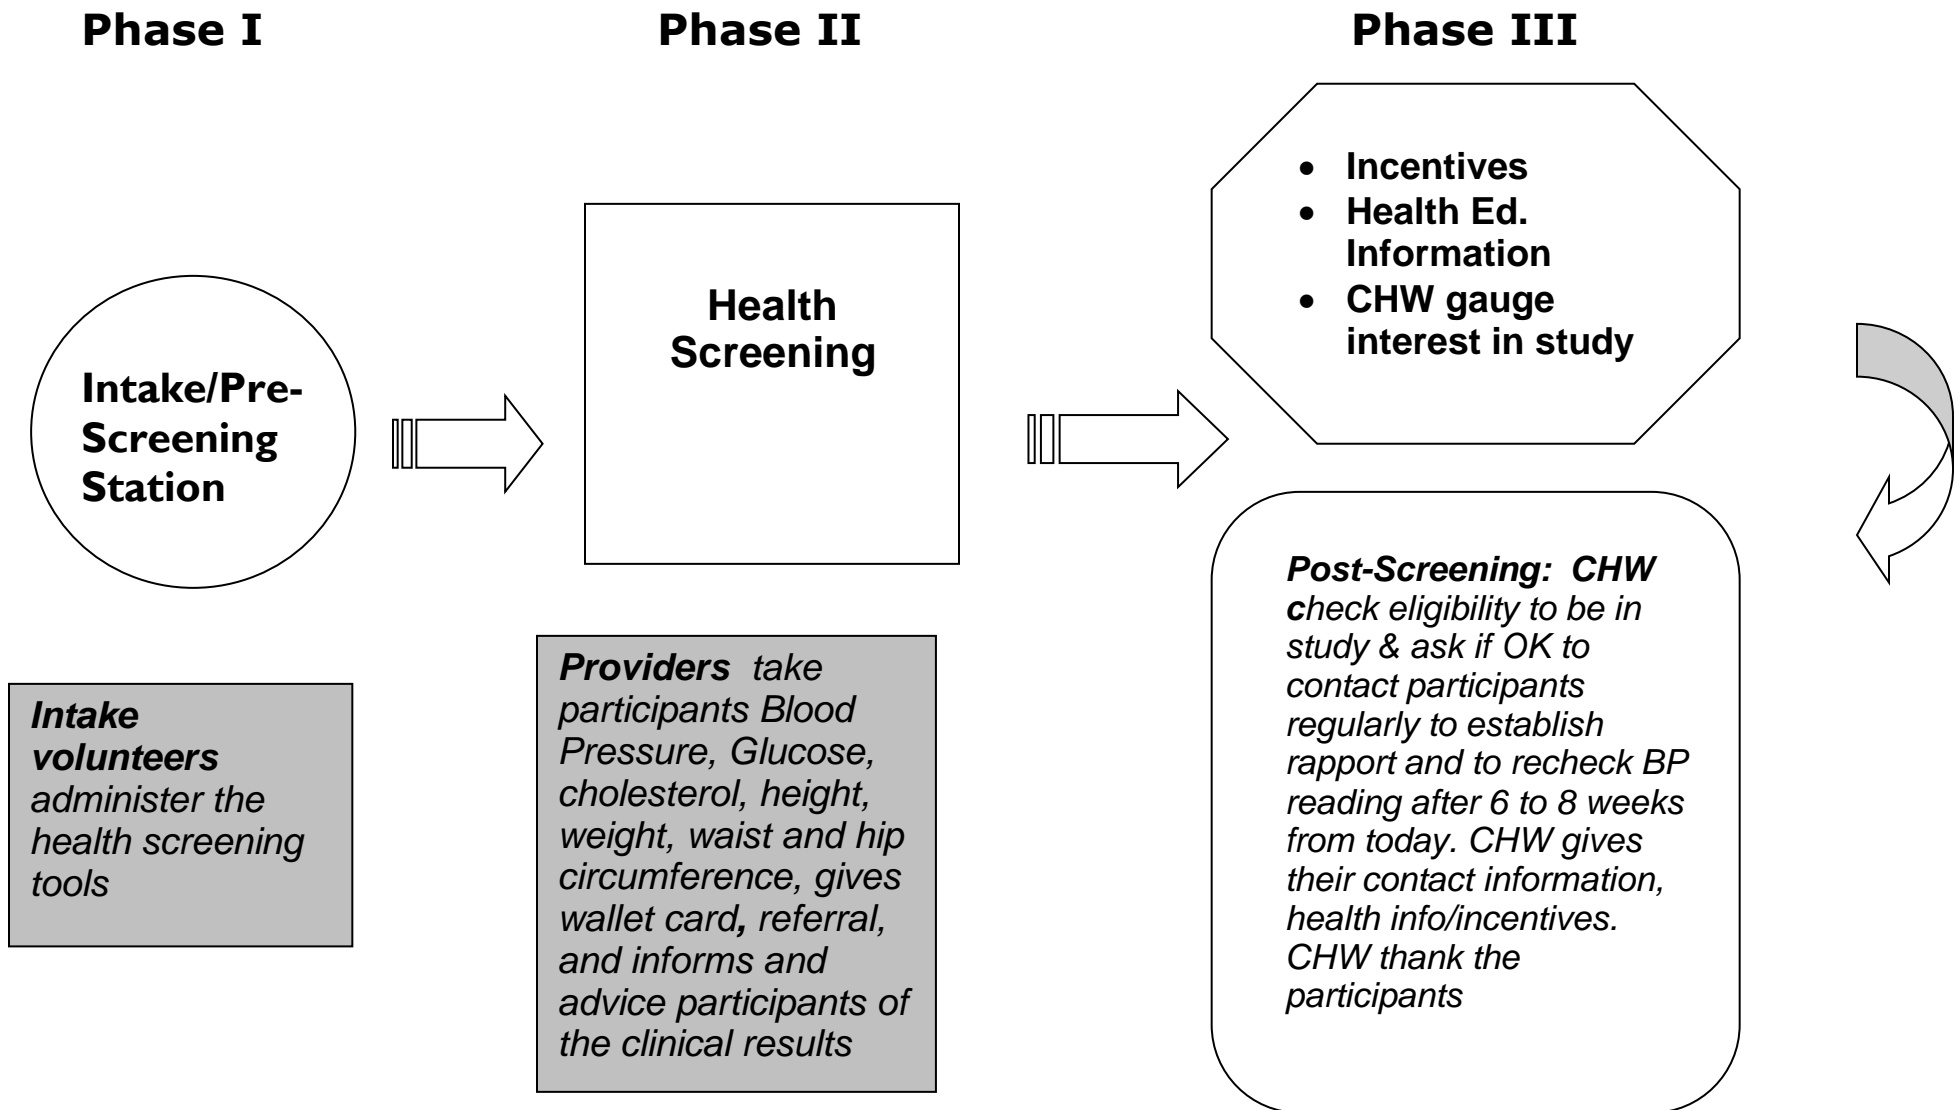 Phase I
Phase II
Phase III
Intake/Pre-
Screening
Station
Intake
volunteers
administer the
health screening
tools
Health
Screening
Providers take
participants Blood
Pressure, Glucose,
cholesterol, height,
weight, waist and hip
circumference, gives
wallet card, referral,
and informs and
advice participants of
the clinical results
• Incentives
• Health Ed.
Information
• CHW gauge
interest in study
Post-Screening: CHW
check eligibility to be in
study & ask if OK to
contact participants
regularly to establish
rapport and to recheck BP
reading after 6 to 8 weeks
from today. CHW gives
their contact information,
health info/incentives.
CHW thank the
participants